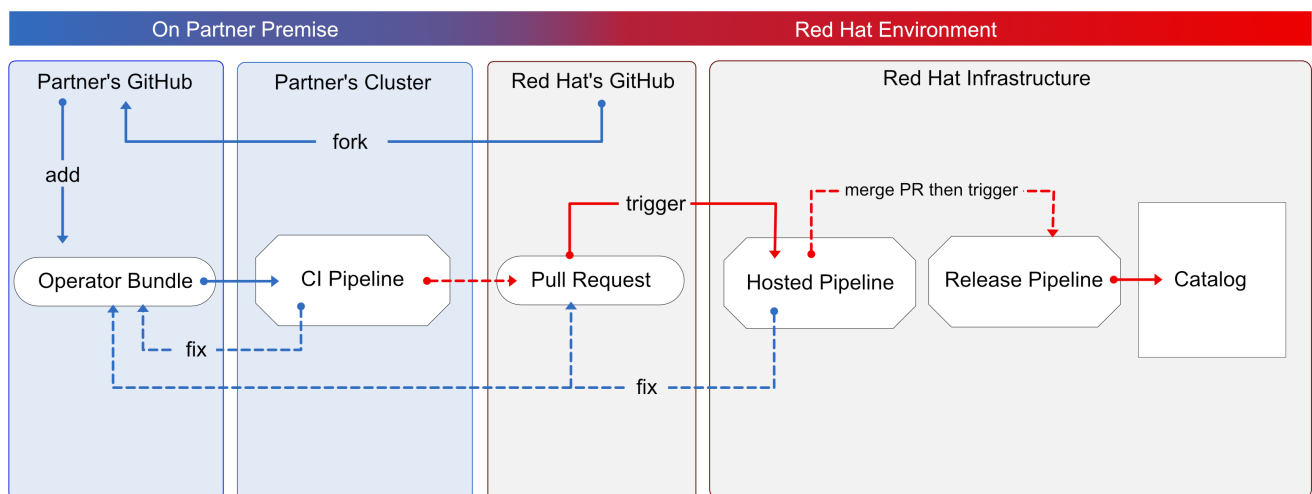 On Partner Premise
Red Hat Environment
Partner's GitHub
Partner's Cluster
Red Hat's GitHub
Red Hat Infrastructure
fork
add
trigger
merge PR then trigger
Operator Bundle
CI Pipeline
Pull Request
Hosted Pipeline
Release Pipeline
Catalog
fix
fix